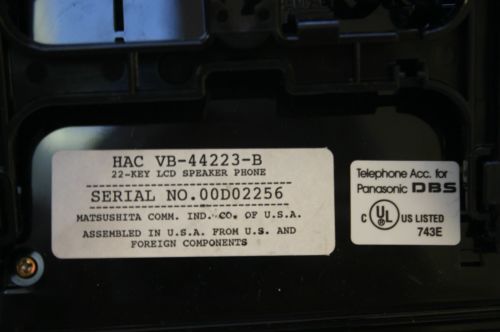 HAC VB-44223-B
22-KEY LCD SPEAKER PHONE
SERIAL NO.00D02256
MATSUSHITA COMM. IND. CO. OF U.S.A.
ASSEMBLED IN U.S.A. FROM U.S. AND
FOREIGN COMPONENTS
Telephone Acc. for
Panasonic DBS
C UL US LISTED
743E